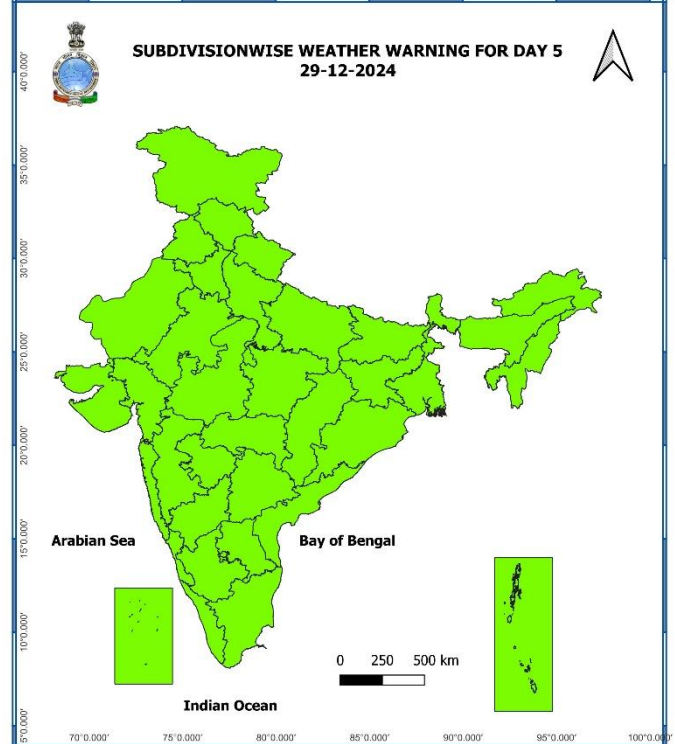 SUBDIVISIONWISE WEATHER WARNING FOR DAY 5
29-12-2024
40°0.000'
35°0.000'
30°0.000'
25°0.000'
20°0.000'
15°0.000'
10°0.000'
5°0.000'
Arabian Sea
Bay of Bengal
0 250 500 km
Indian Ocean
70°0.000' 75°0.000' 80°0.000' 85°0.000' 90°0.000' 95°0.000' 100°0.000'